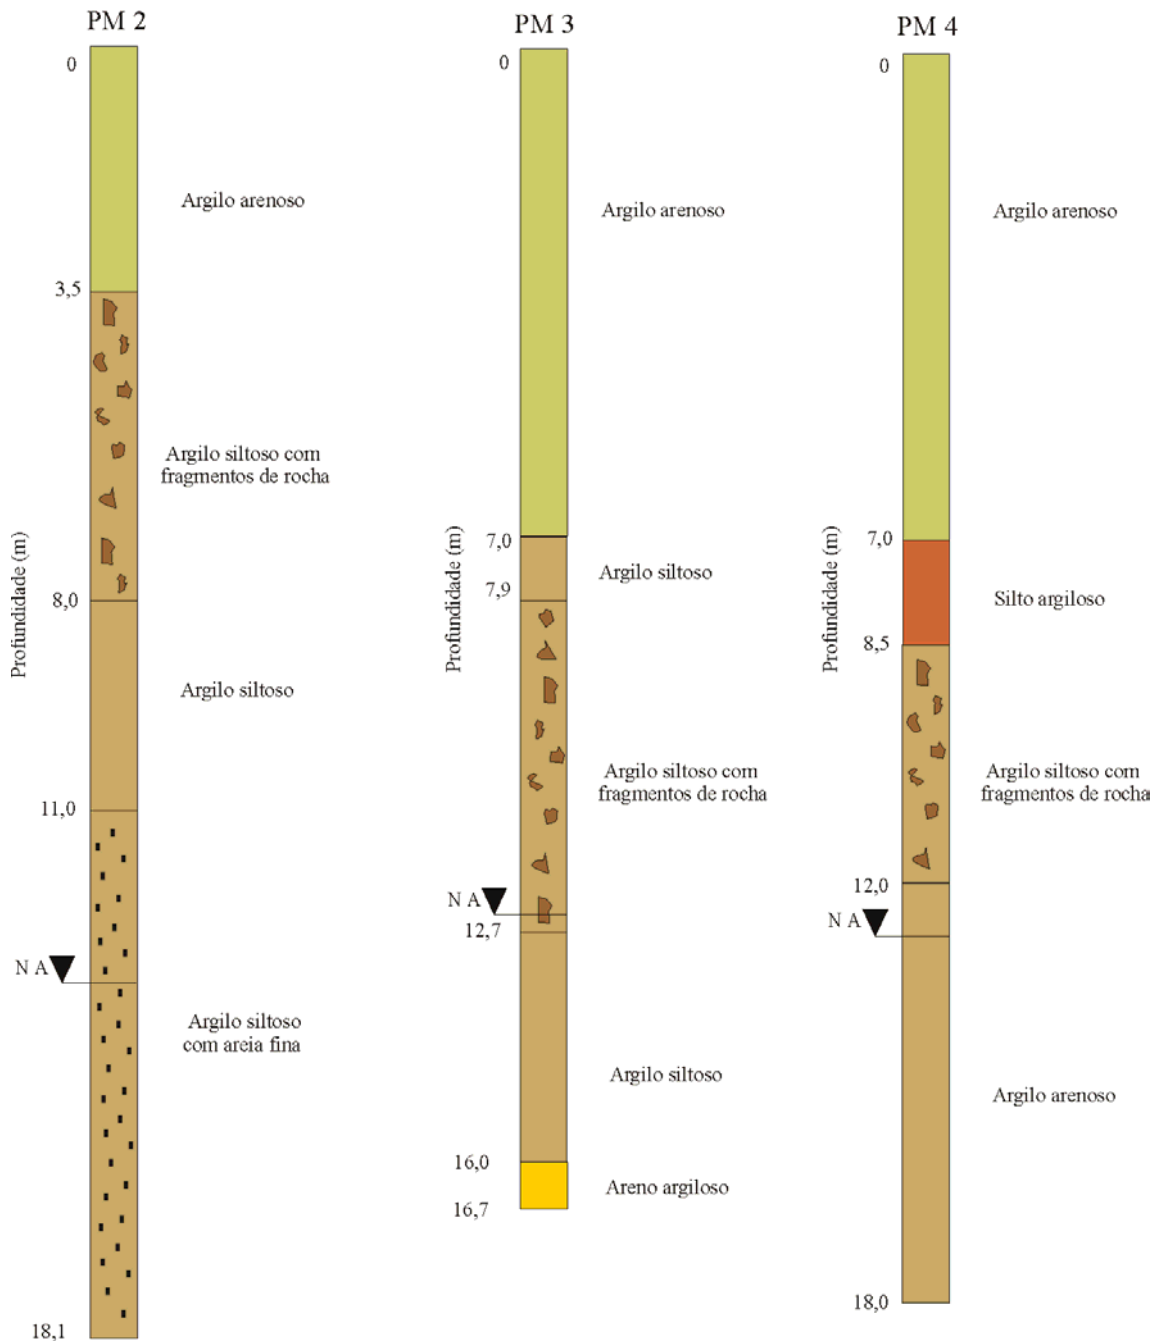 PM 2
0
Argilo arenoso
3,5
Argilo siltoso com
fragmentos de rocha
Profundidade (m)
8,0
Argilo siltoso
11,0
N A
Argilo siltoso
com areia fina
18,1
PM 3
0
Argilo arenoso
Profundidade (m)
7,0
Argilo siltoso
7,9
Argilo siltoso com
fragmentos de rocha
N A
12,7
Argilo siltoso
16,0
Areno argiloso
16,7
PM 4
0
Argilo arenoso
Profundidade (m)
7,0
Silto argiloso
8,5
Argilo siltoso com
fragmentos de rocha
12,0
N A
Argilo arenoso
18,0